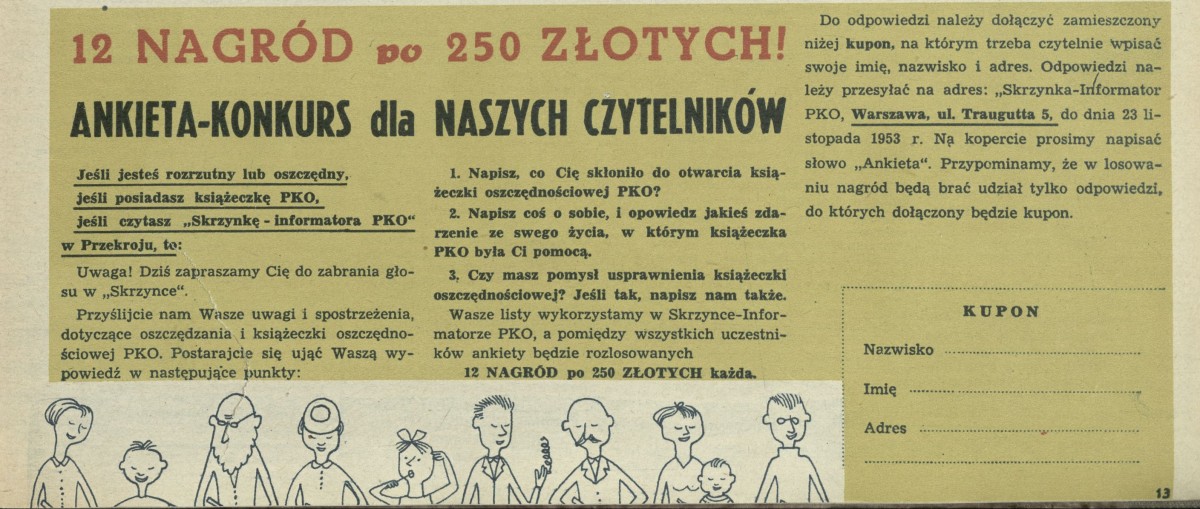 12 NAGRÓD po 250 ZŁOTYCH!
ANKIETA-KONKURS dla NASZYCH CZYTELNIKÓW
Jeśli jesteś rozrzutny lub oszczędny,
jeśli posiadasz książeczkę PKO,
jeśli czytasz „Skrzynkę - informatora PKO“
w Przekroju, to:
Uwaga! Dziś zapraszamy Cię do zabrania gło-
su w „Skrzynce“.
Przyślijcie nam Wasze uwagi i spostrzeżenia,
dotyczące oszczędzania i książeczki oszczędno-
ściowej PKO. Postarajcie się ująć Waszą wy-
powiedź w następujące punkty:
1. Napisz, co Cię skłoniło do otwarcia ksią-
żeczki oszczędnościowej PKO?
2. Napisz coś o sobie, i opowiedz jakieś zda-
rzenie ze swego życia, w którym książeczka
PKO była Ci pomocą.
3. Czy masz pomysł usprawnienia książeczki
oszczędnościowej? Jeśli tak, napisz nam także.
Wasze listy wykorzystamy w Skrzynce-Infor-
matorze PKO, a pomiędzy wszystkich uczestni-
ków ankiety będzie rozlosowanych
12 NAGRÓD po 250 ZŁOTYCH każda.
Do odpowiedzi należy dołączyć zamieszczony
niżej kupon, na którym trzeba czytelnie wpisać
swoje imię, nazwisko i adres. Odpowiedzi na-
leży przesyłać na adres: „Skrzynka-Informator
PKO, Warszawa, ul. Traugutta 5, do dnia 23 li-
stopada 1953 r. Na kopercie prosimy napisać
słowo „Ankieta“. Przypominamy, że w losowa-
niu nagród będą brać udział tylko odpowiedzi,
do których dołączony będzie kupon.
KUPON
Nazwisko
Imię
Adres
13